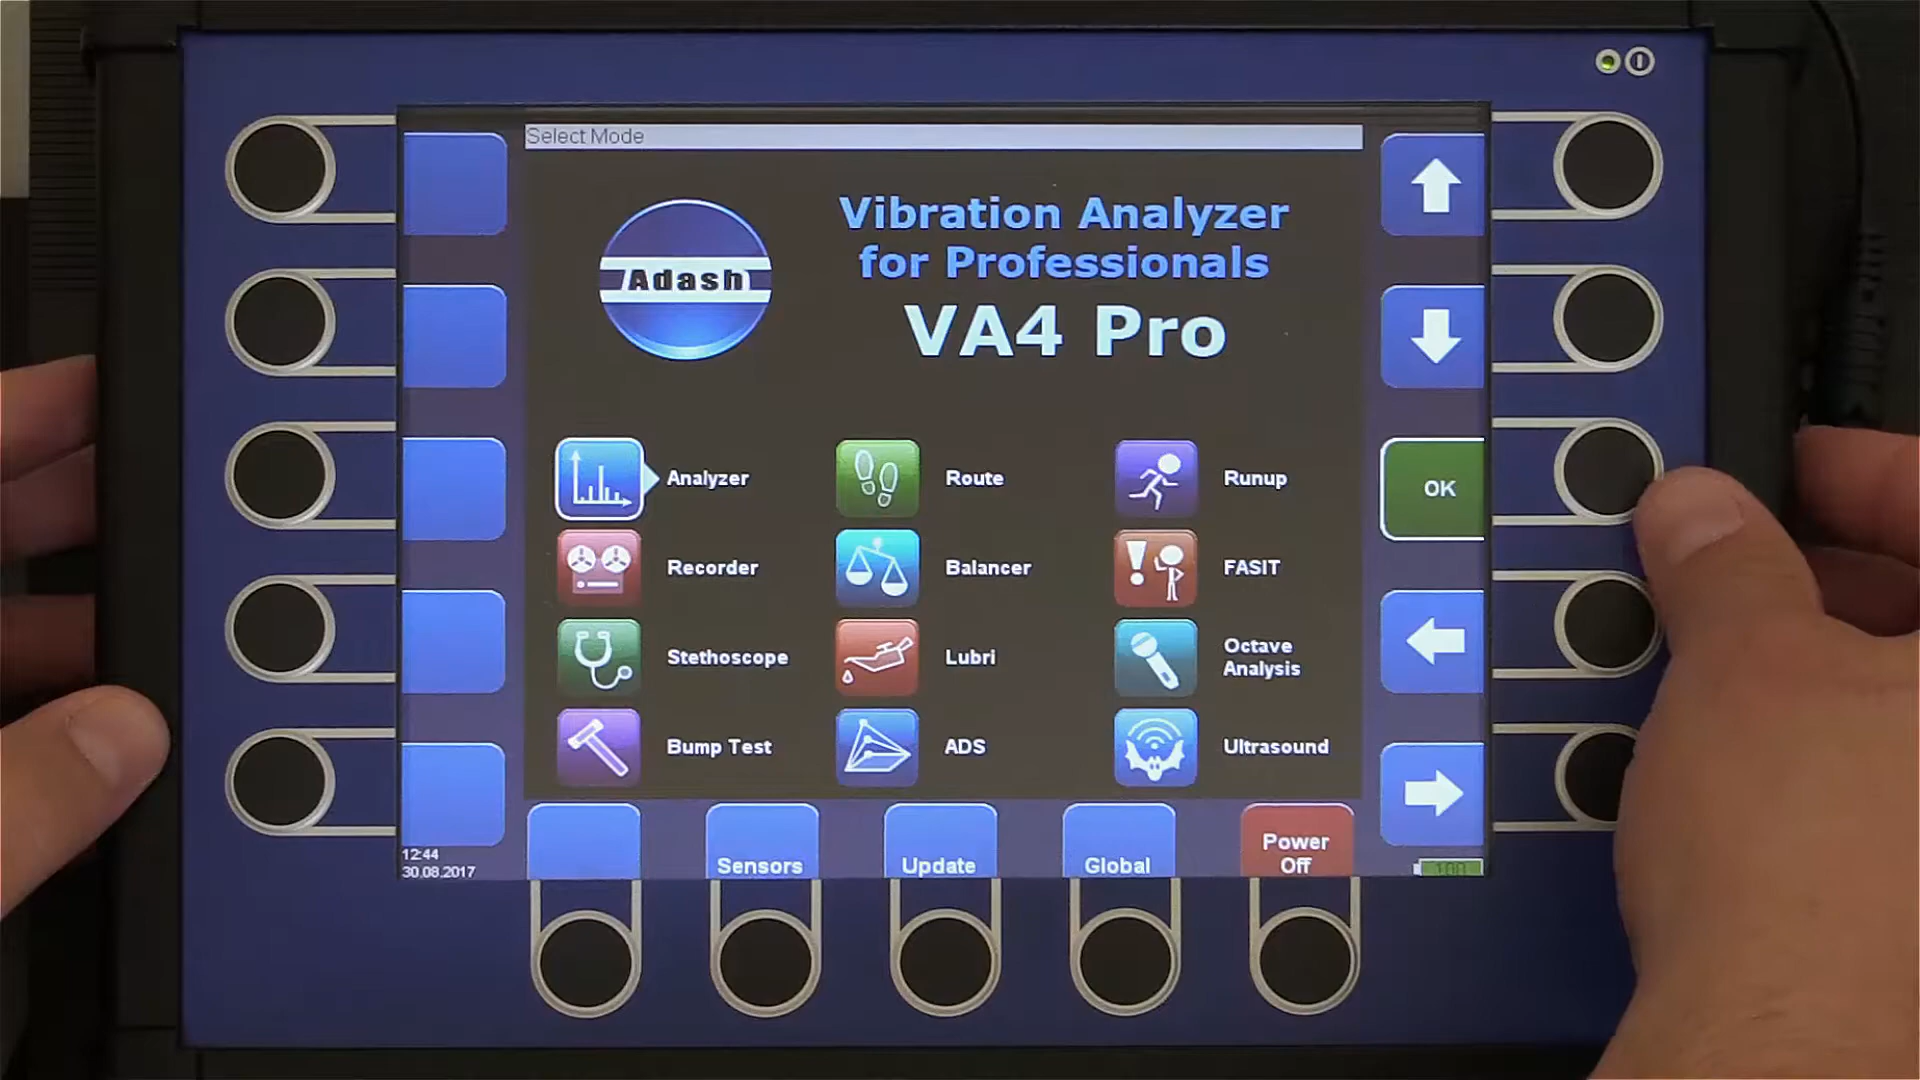 Select Mode
Adash
Vibration Analyzer
for Professionals
VA4 Pro
Analyzer
Route
Runup
Recorder
Balancer
FASIT
Stethoscope
Lubri
Octave
Analysis
Bump Test
ADS
Ultrasound
OK
12:44
30.08.2017
Sensors
Update
Global
Power
Off
100